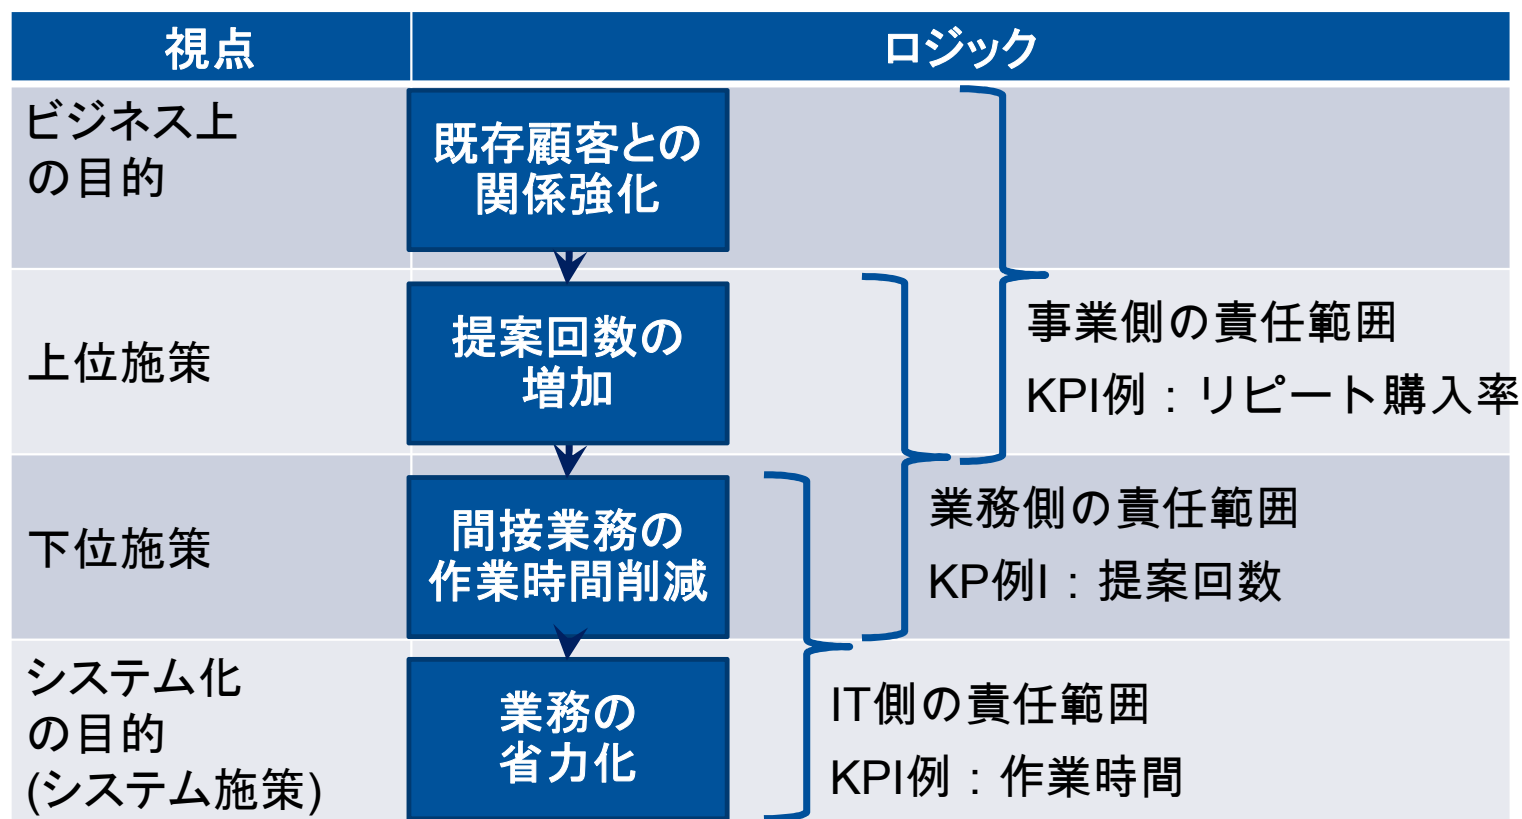 視点
ロジック
ビジネス上
の目的
既存顧客との
関係強化
上位施策
提案回数の
増加
事業側の責任範囲
KPI例：リピート購入率
下位施策
間接業務の
作業時間削減
業務側の責任範囲
KP例I：提案回数
システム化
の目的
(システム施策)
業務の
省力化
IT側の責任範囲
KPI例：作業時間